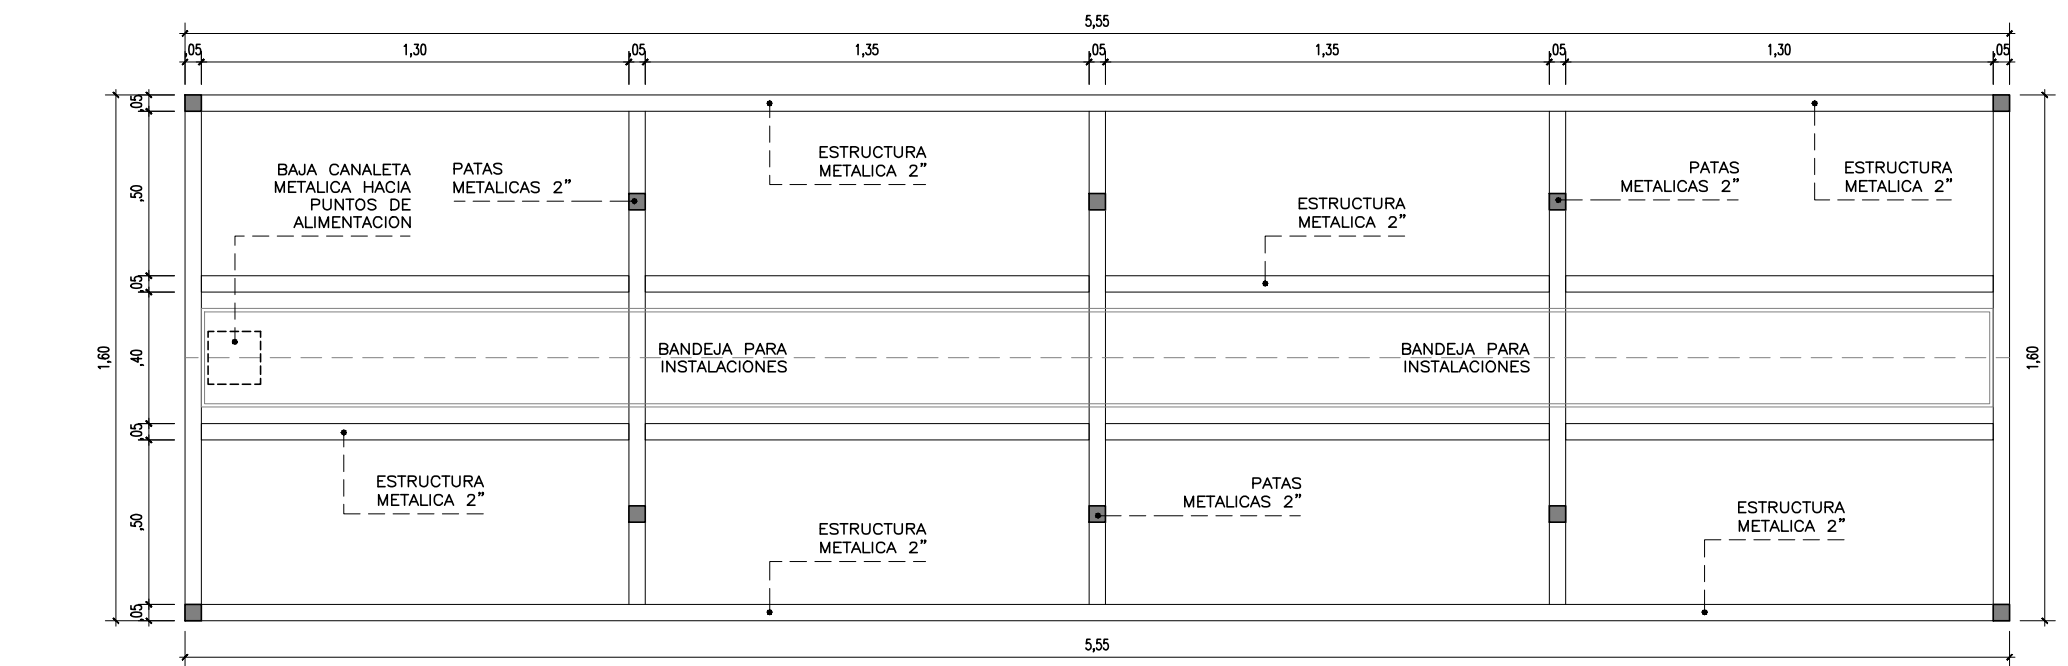 5,55
,05
1,30
,05
1,35
,05
1,35
,05
1,30
,05
,05
,50
,05
,40
,05
,50
,05
1,60
1,60
BAJA CANALETA
METALICA HACIA
PUNTOS DE
ALIMENTACION
PATAS
METALICAS 2”
ESTRUCTURA
METALICA 2”
ESTRUCTURA
METALICA 2”
PATAS
METALICAS 2”
ESTRUCTURA
METALICA 2”
BANDEJA PARA
INSTALACIONES
BANDEJA PARA
INSTALACIONES
ESTRUCTURA
METALICA 2”
ESTRUCTURA
METALICA 2”
PATAS
METALICAS 2”
ESTRUCTURA
METALICA 2”
5,55